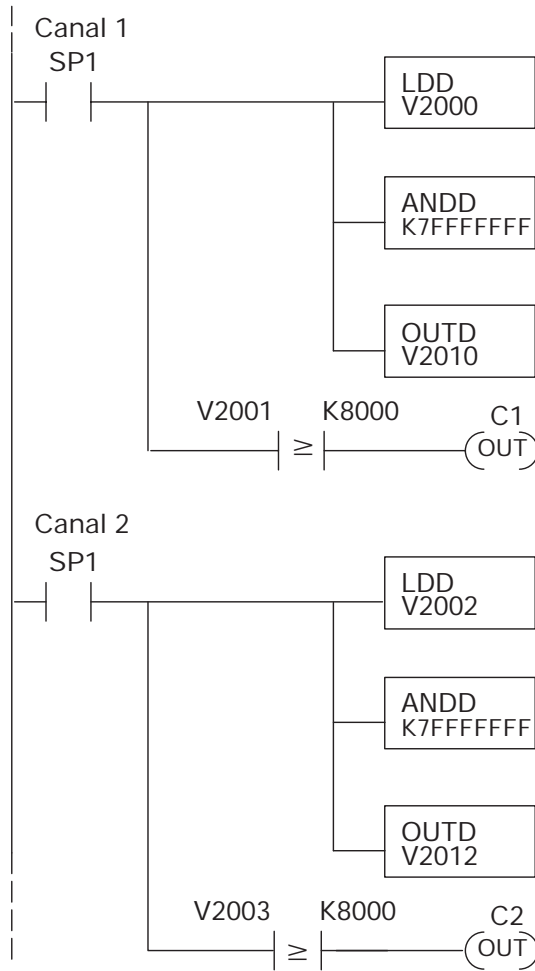 Canal 1
SP1
LDD
V2000
ANDD
K7FFFFFFF
OUTD
V2010
V2001 ≥ K8000 C1
OUT
Canal 2
SP1
LDD
V2002
ANDD
K7FFFFFFF
OUTD
V2012
V2003 ≥ K8000 C2
OUT